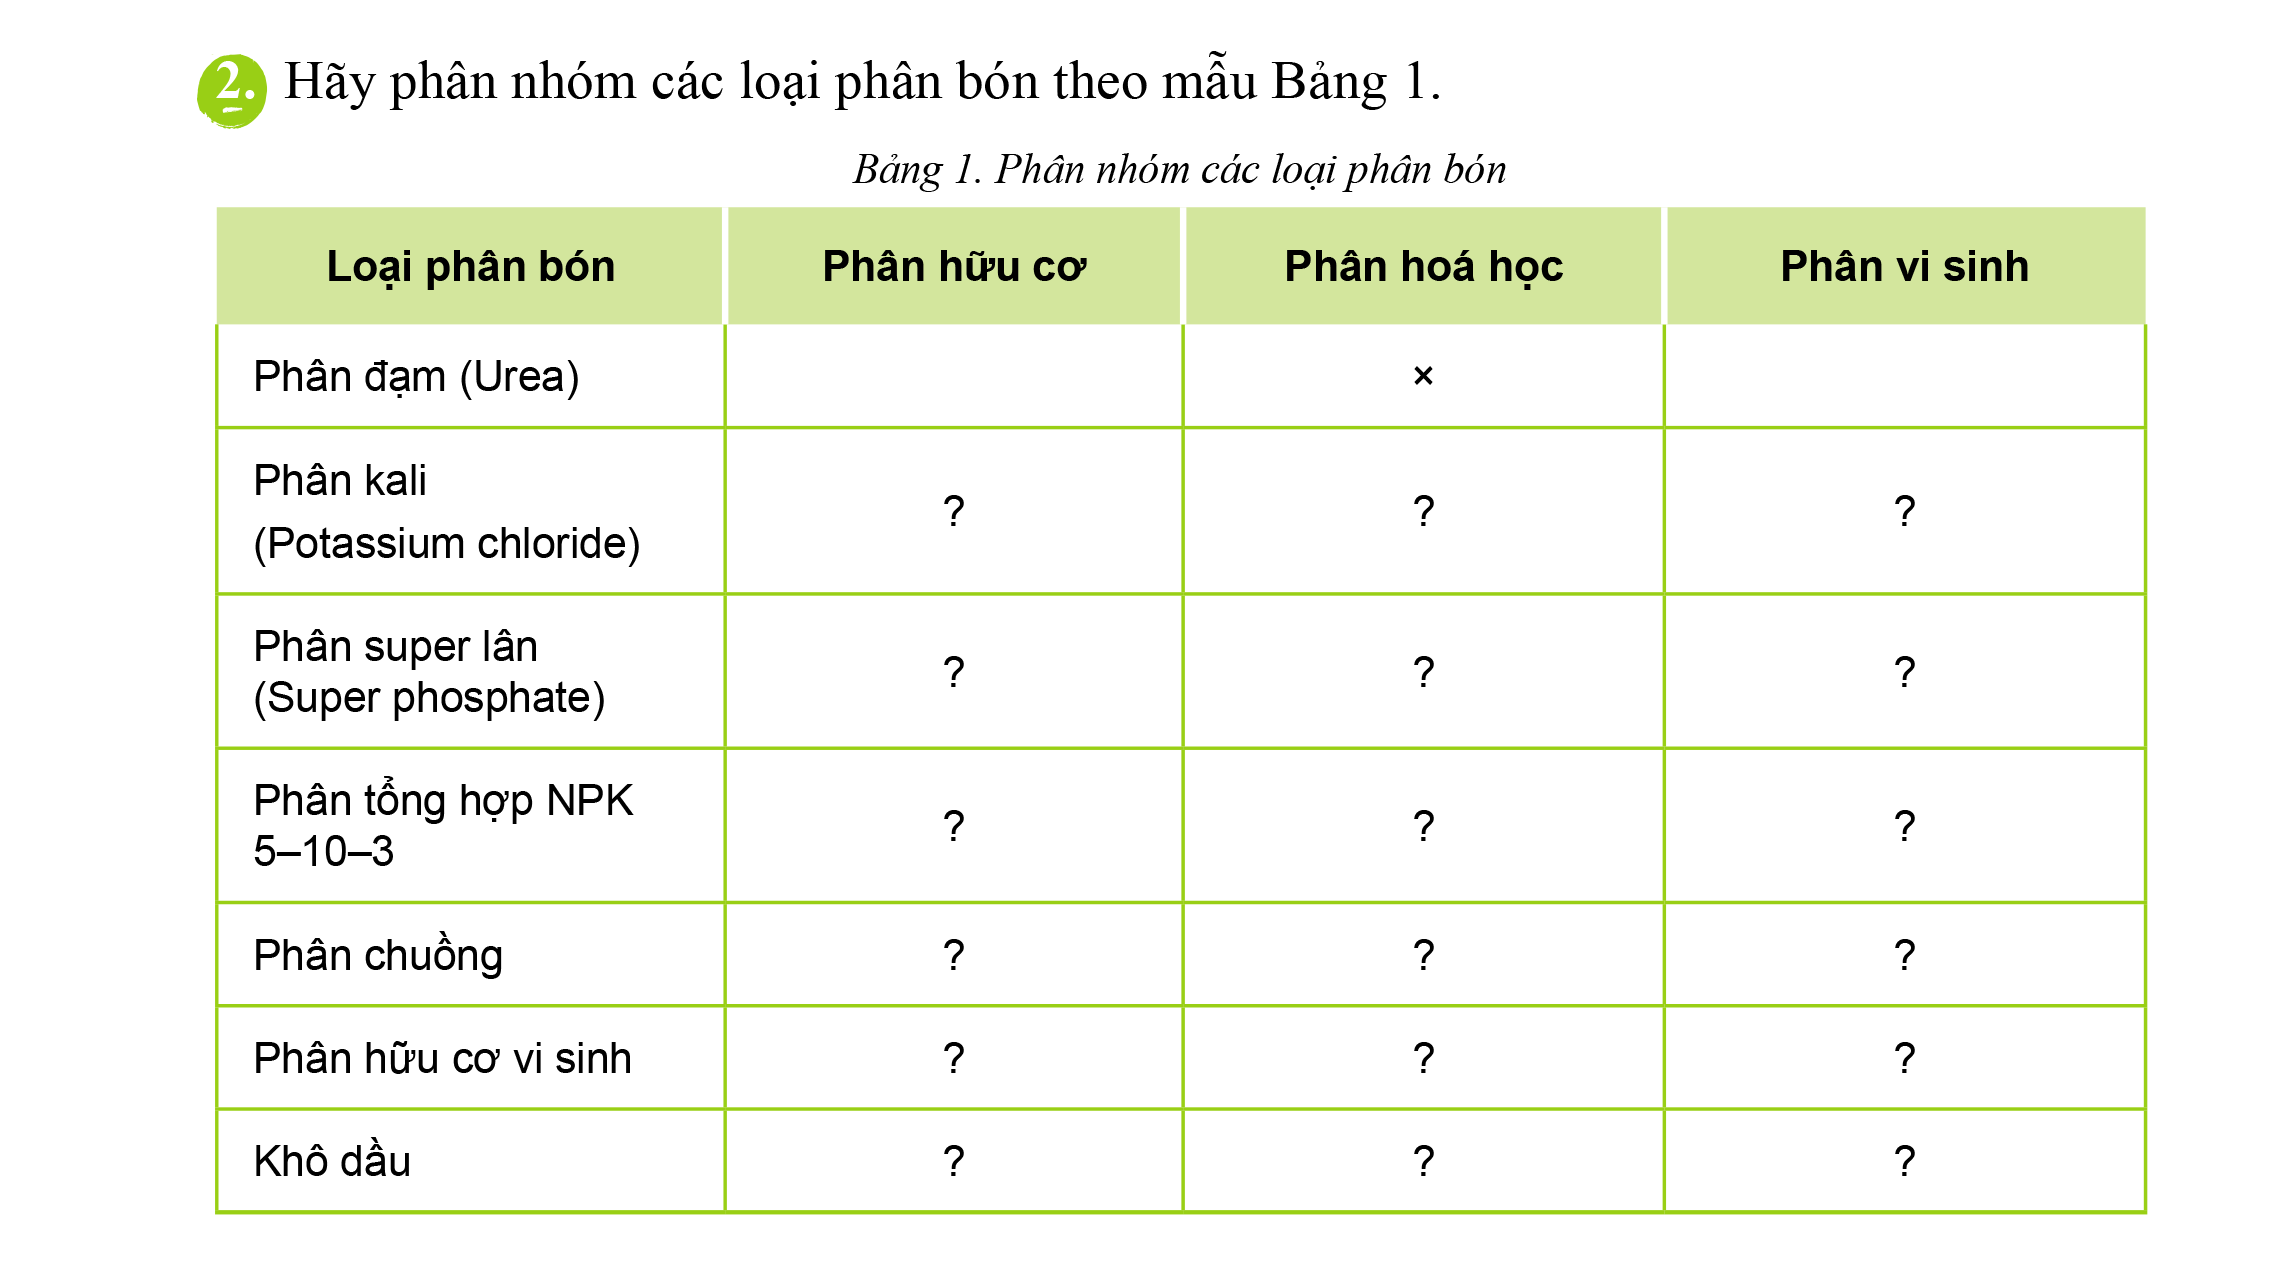 2. Hãy phân nhóm các loại phân bón theo mẫu Bảng 1.
Bảng 1. Phân nhóm các loại phân bón
Loại phân bón Phân hữu cơ Phân hoá học Phân vi sinh
Phân đạm (Urea) ×
Phân kali
(Potassium chloride) ? ? ?
Phân super lân
(Super phosphate) ? ? ?
Phân tổng hợp NPK
5–10–3 ? ? ?
Phân chuồng ? ? ?
Phân hữu cơ vi sinh ? ? ?
Khô dầu ? ? ?